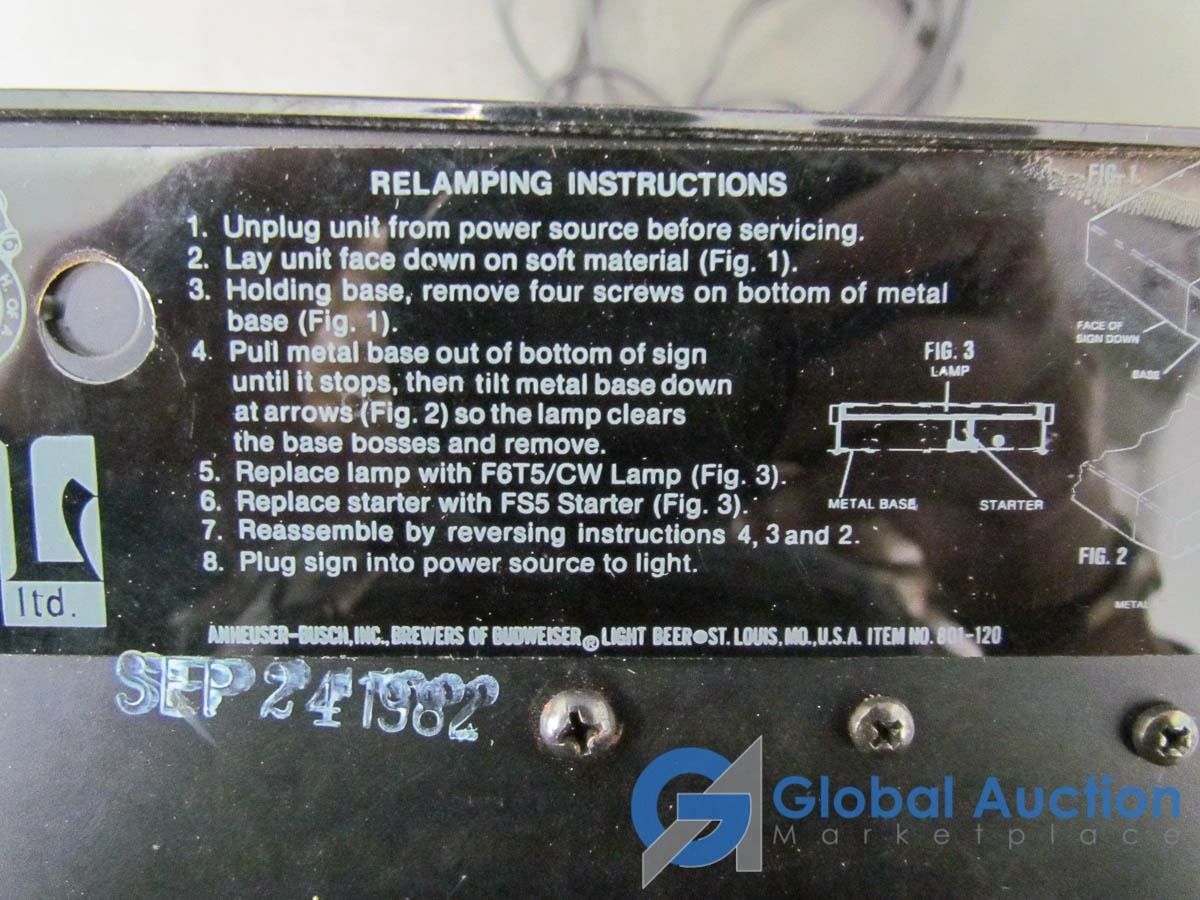 RELAMPING INSTRUCTIONS
1. Unplug unit from power source before servicing.
2. Lay unit face down on soft material (Fig. 1).
3. Holding base, remove four screws on bottom of metal
base (Fig. 1).
4. Pull metal base out of bottom of sign
until it stops, then tilt metal base down
at arrows (Fig. 2) so the lamp clears
the base bosses and remove.
5. Replace lamp with F6T5/CW Lamp (Fig. 3).
6. Replace starter with FS5 Starter (Fig. 3).
7. Reassemble by reversing instructions 4, 3 and 2.
8. Plug sign into power source to light.
FIG. 1
FACE OF
SIGN DOWN
BASE
FIG. 3
LAMP
METAL BASE
STARTER
FIG. 2
METAL
H. OF A
ltd.
ANHEUSER-BUSCH, INC., BREWERS OF BUDWEISER® LIGHT BEER●ST. LOUIS, MO., U.S.A. ITEM NO. 801-120
SEP 24 1982
Global Auction
Marketplace